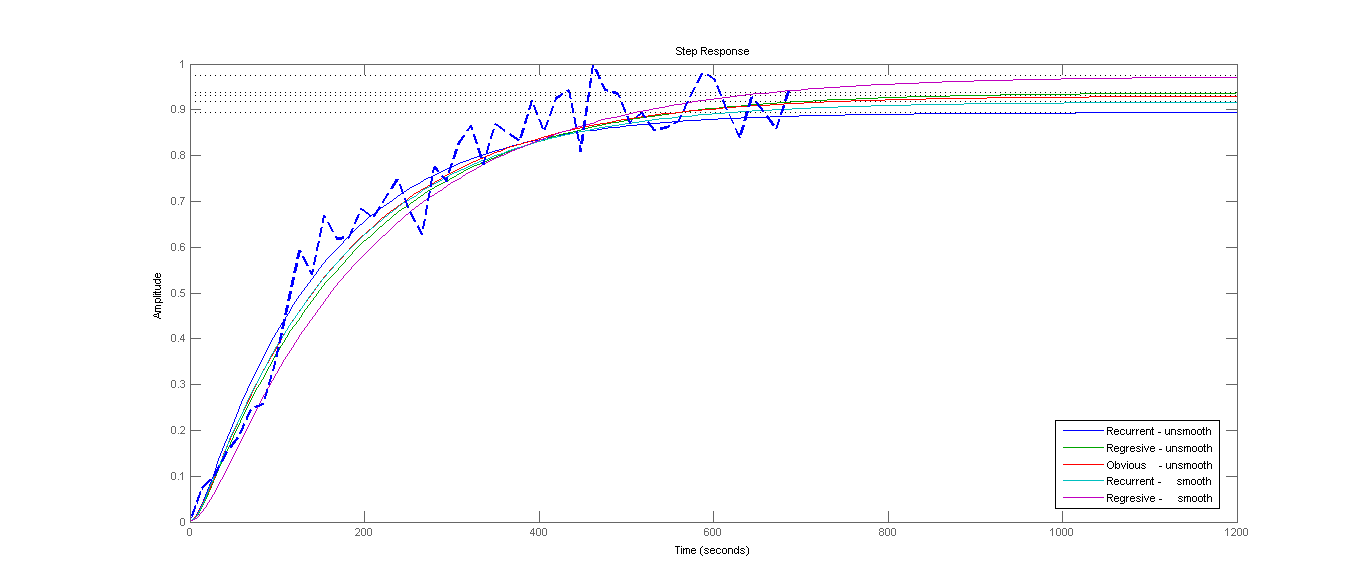 Step Response
Amplitude
1
0.9
0.8
0.7
0.6
0.5
0.4
0.3
0.2
0.1
0
0 200 400 600 800 1000 1200
Time (seconds)
Recurrent - unsmooth
Regresive - unsmooth
Obvious - unsmooth
Recurrent - smooth
Regresive - smooth